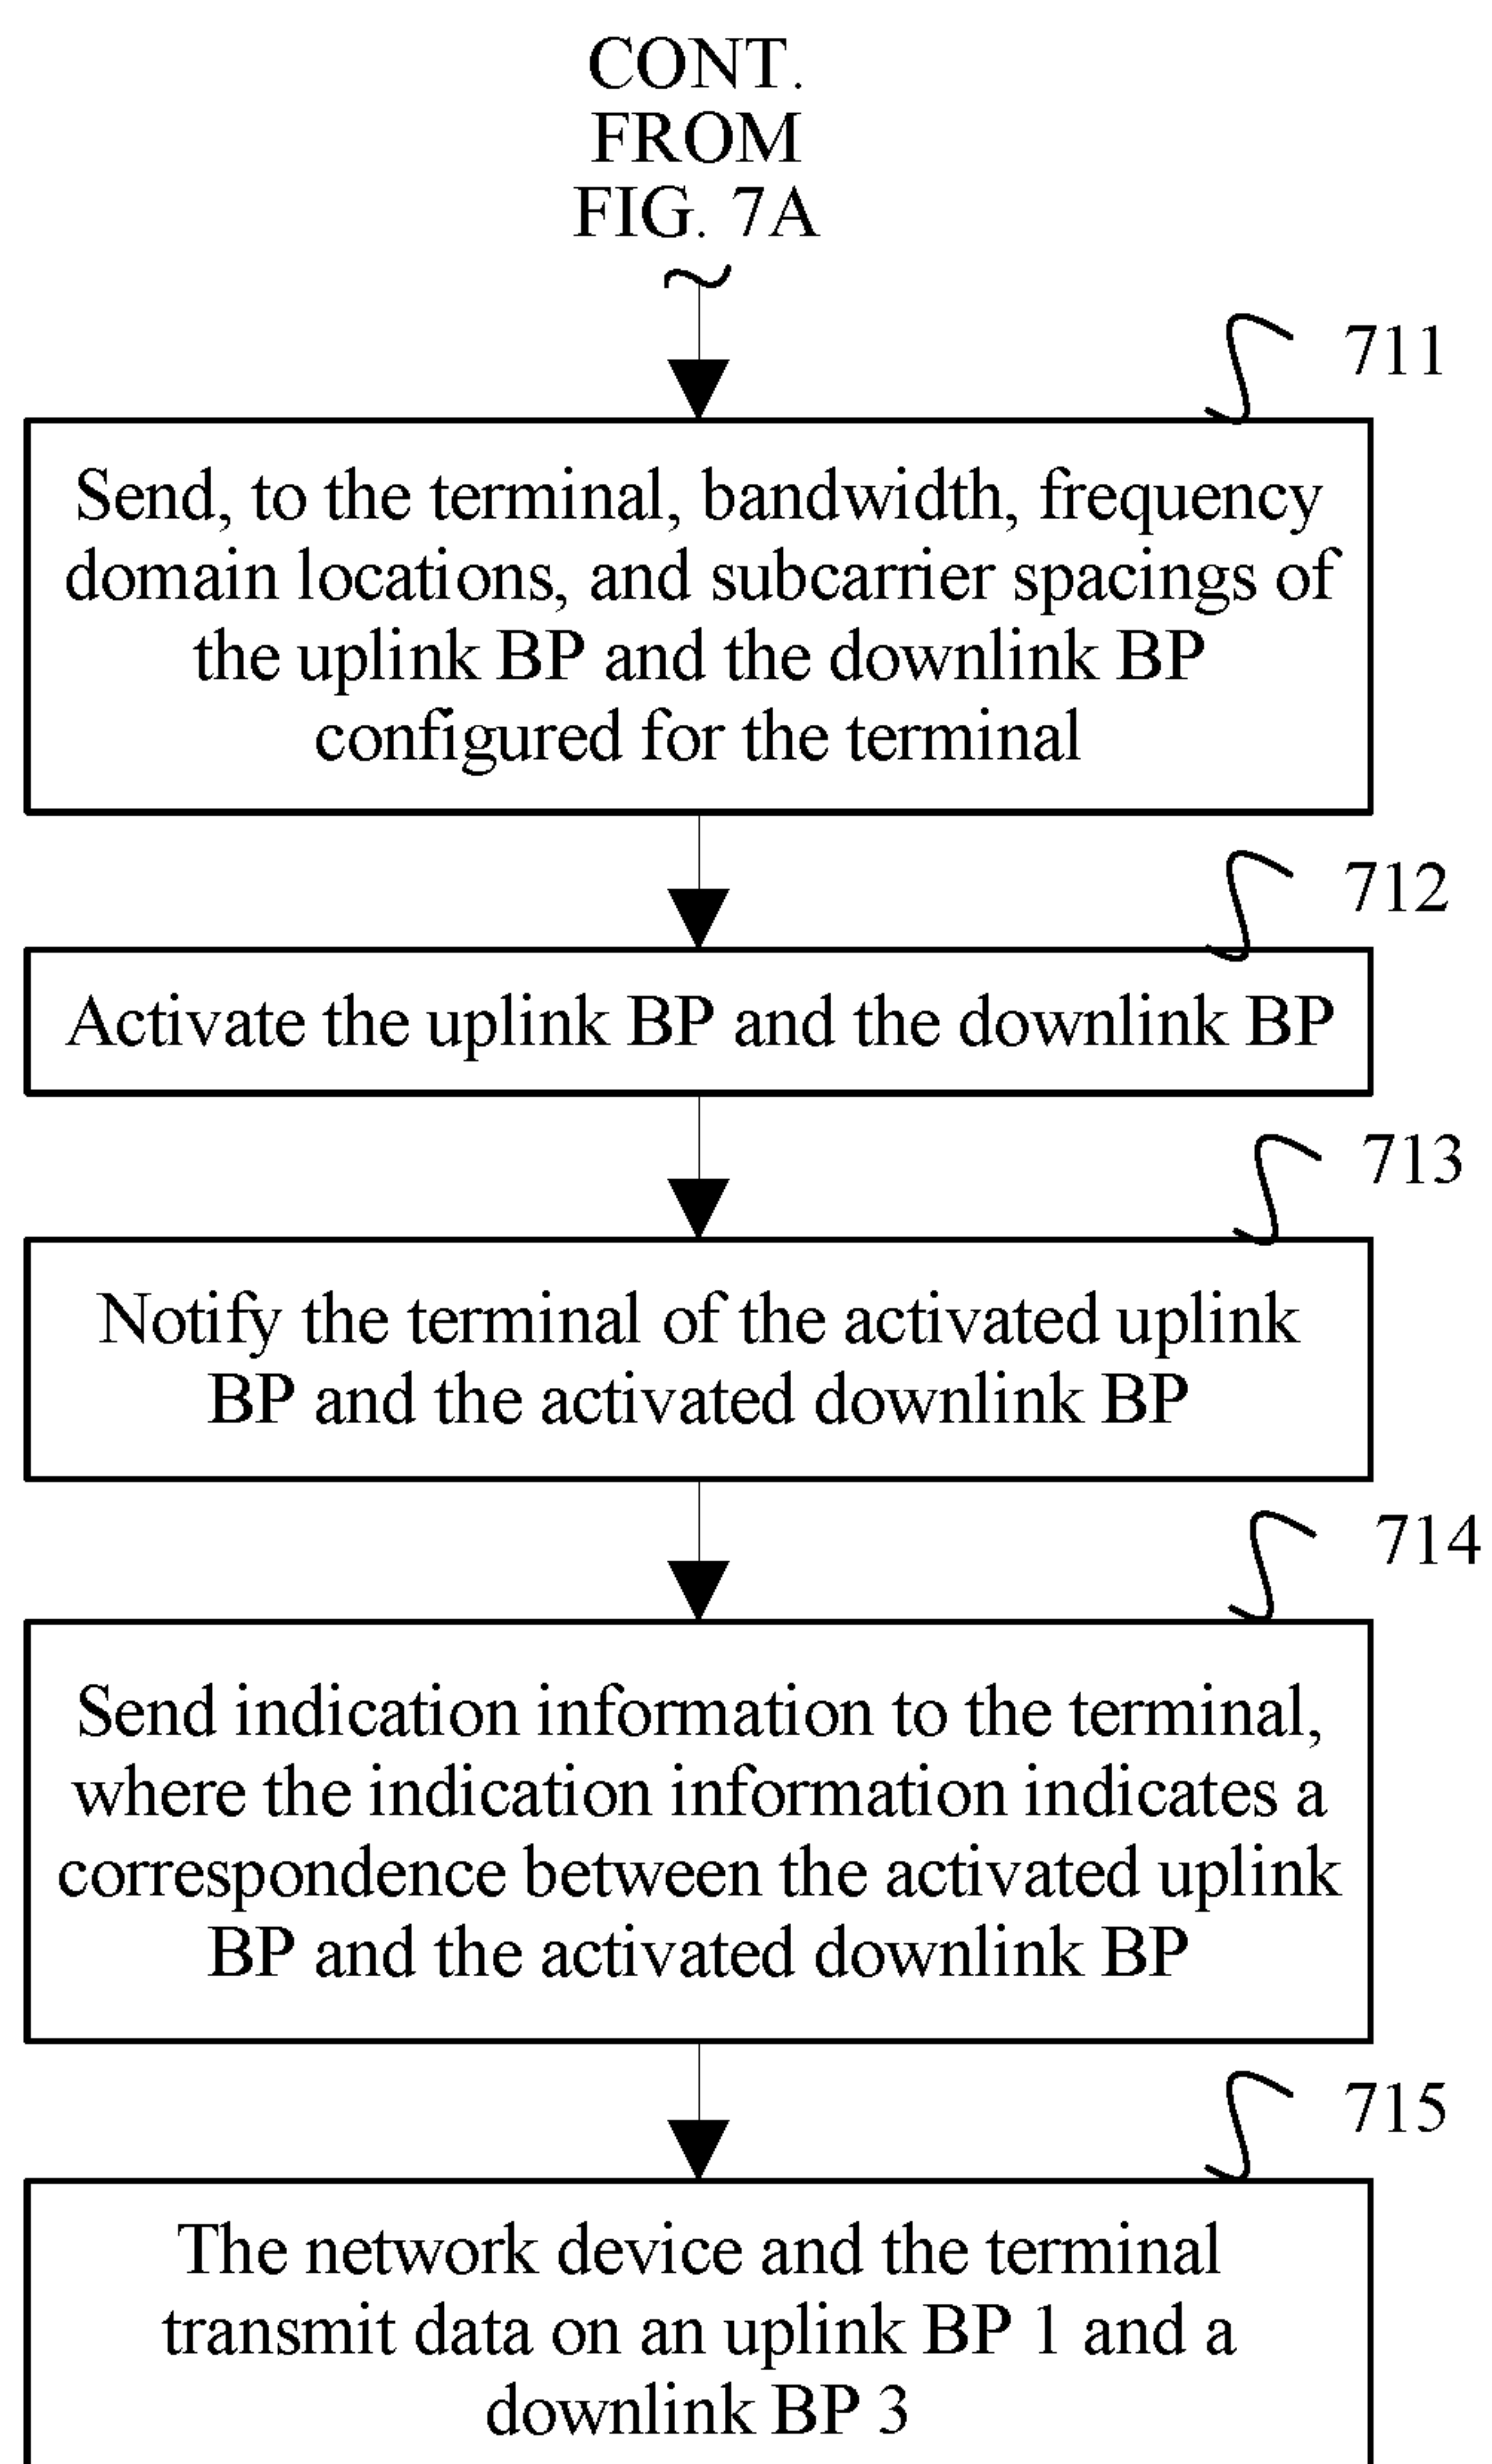 CONT.
FROM
FIG. 7A
711
Send, to the terminal, bandwidth, frequency
domain locations, and subcarrier spacings of
the uplink BP and the downlink BP
configured for the terminal
712
Activate the uplink BP and the downlink BP
713
Notify the terminal of the activated uplink
BP and the activated downlink BP
714
Send indication information to the terminal,
where the indication information indicates a
correspondence between the activated uplink
BP and the activated downlink BP
715
The network device and the terminal
transmit data on an uplink BP 1 and a
downlink BP 3